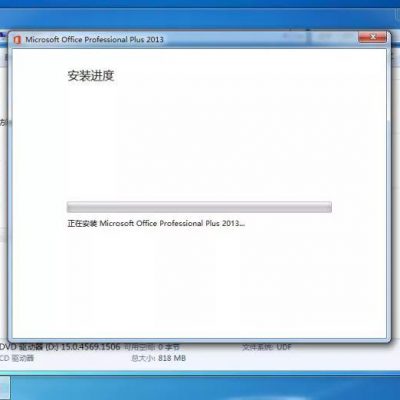 Microsoft Office Professional Plus 2013
安装进度
正在安装 Microsoft Office Professional Plus 2013...
DVD 驱动器 (D:) 15.0.4569.1506 可用空间: 0 字节 文件系统: UDF
CD 驱动器 总大小: 818 MB